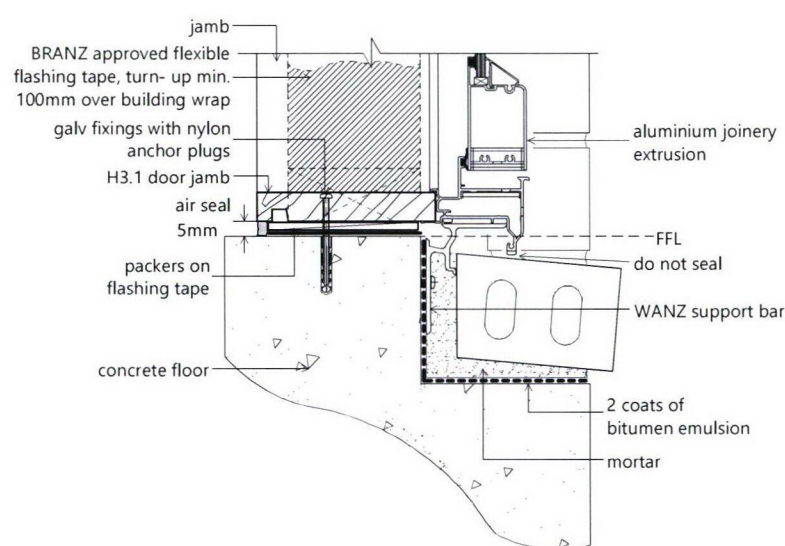 jamb
BRANZ approved flexible
flashing tape, turn- up min.
100mm over building wrap
galv fixings with nylon
anchor plugs
H3.1 door jamb
air seal
5mm
packers on
flashing tape
concrete floor
aluminium joinery
extrusion
FFL
do not seal
WANZ support bar
2 coats of
bitumen emulsion
mortar